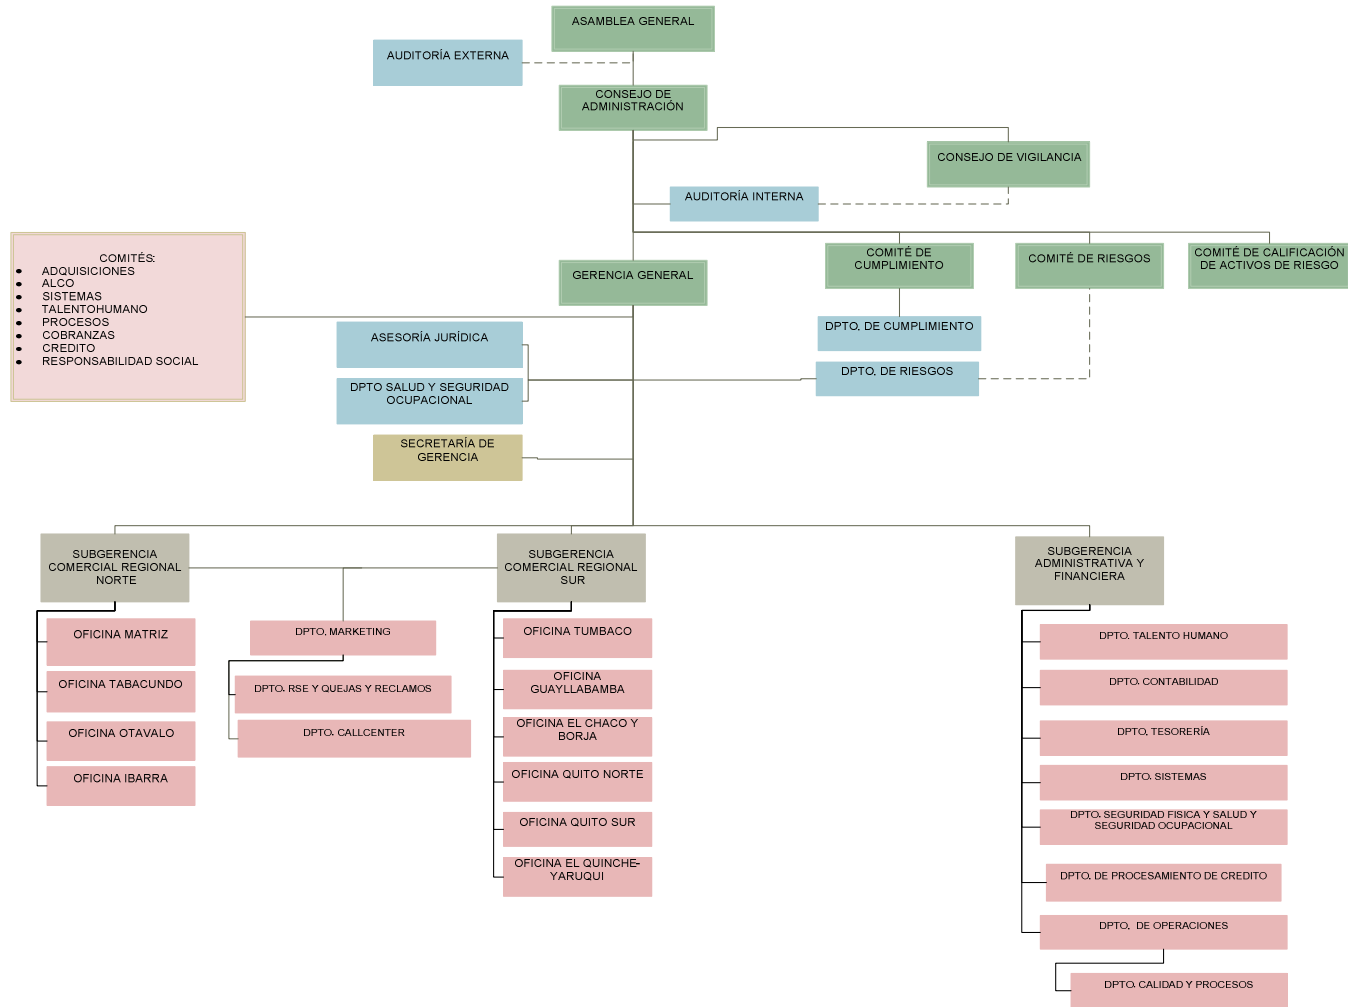 ASAMBLEA GENERAL
AUDITORÍA EXTERNA
CONSEJO DE
ADMINISTRACIÓN
CONSEJO DE VIGILANCIA
AUDITORÍA INTERNA
COMITÉS:
ADQUISICIONES
ALCO
SISTEMAS
TALENTOHUMANO
PROCESOS
COBRANZAS
CREDITO
RESPONSABILIDAD SOCIAL
GERENCIA GENERAL
COMITÉ DE
CUMPLIMIENTO
COMITÉ DE RIESGOS
COMITÉ DE CALIFICACIÓN
DE ACTIVOS DE RIESGO
ASESORÍA JURÍDICA
DPTO. DE CUMPLIMIENTO
DPTO SALUD Y SEGURIDAD
OCUPACIONAL
DPTO. DE RIESGOS
SECRETARÍA DE
GERENCIA
SUBGERENCIA
COMERCIAL REGIONAL
NORTE
SUBGERENCIA
COMERCIAL REGIONAL
SUR
SUBGERENCIA
ADMINISTRATIVA Y
FINANCIERA
OFICINA MATRIZ
OFICINA TABACUNDO
OFICINA OTAVALO
OFICINA IBARRA
DPTO. MARKETING
DPTO. RSE Y QUEJAS Y RECLAMOS
DPTO. CALLCENTER
OFICINA TUMBACO
OFICINA
GUAYLLABAMBA
OFICINA EL CHACO Y
BORJA
OFICINA QUITO NORTE
OFICINA QUITO SUR
OFICINA EL QUINCHE-
YARUQUI
DPTO. TALENTO HUMANO
DPTO. CONTABILIDAD
DPTO. TESORERÍA
DPTO. SISTEMAS
DPTO. SEGURIDAD FISICA Y SALUD Y
SEGURIDAD OCUPACIONAL
DPTO. DE PROCESAMIENTO DE CREDITO
DPTO. DE OPERACIONES
DPTO. CALIDAD Y PROCESOS